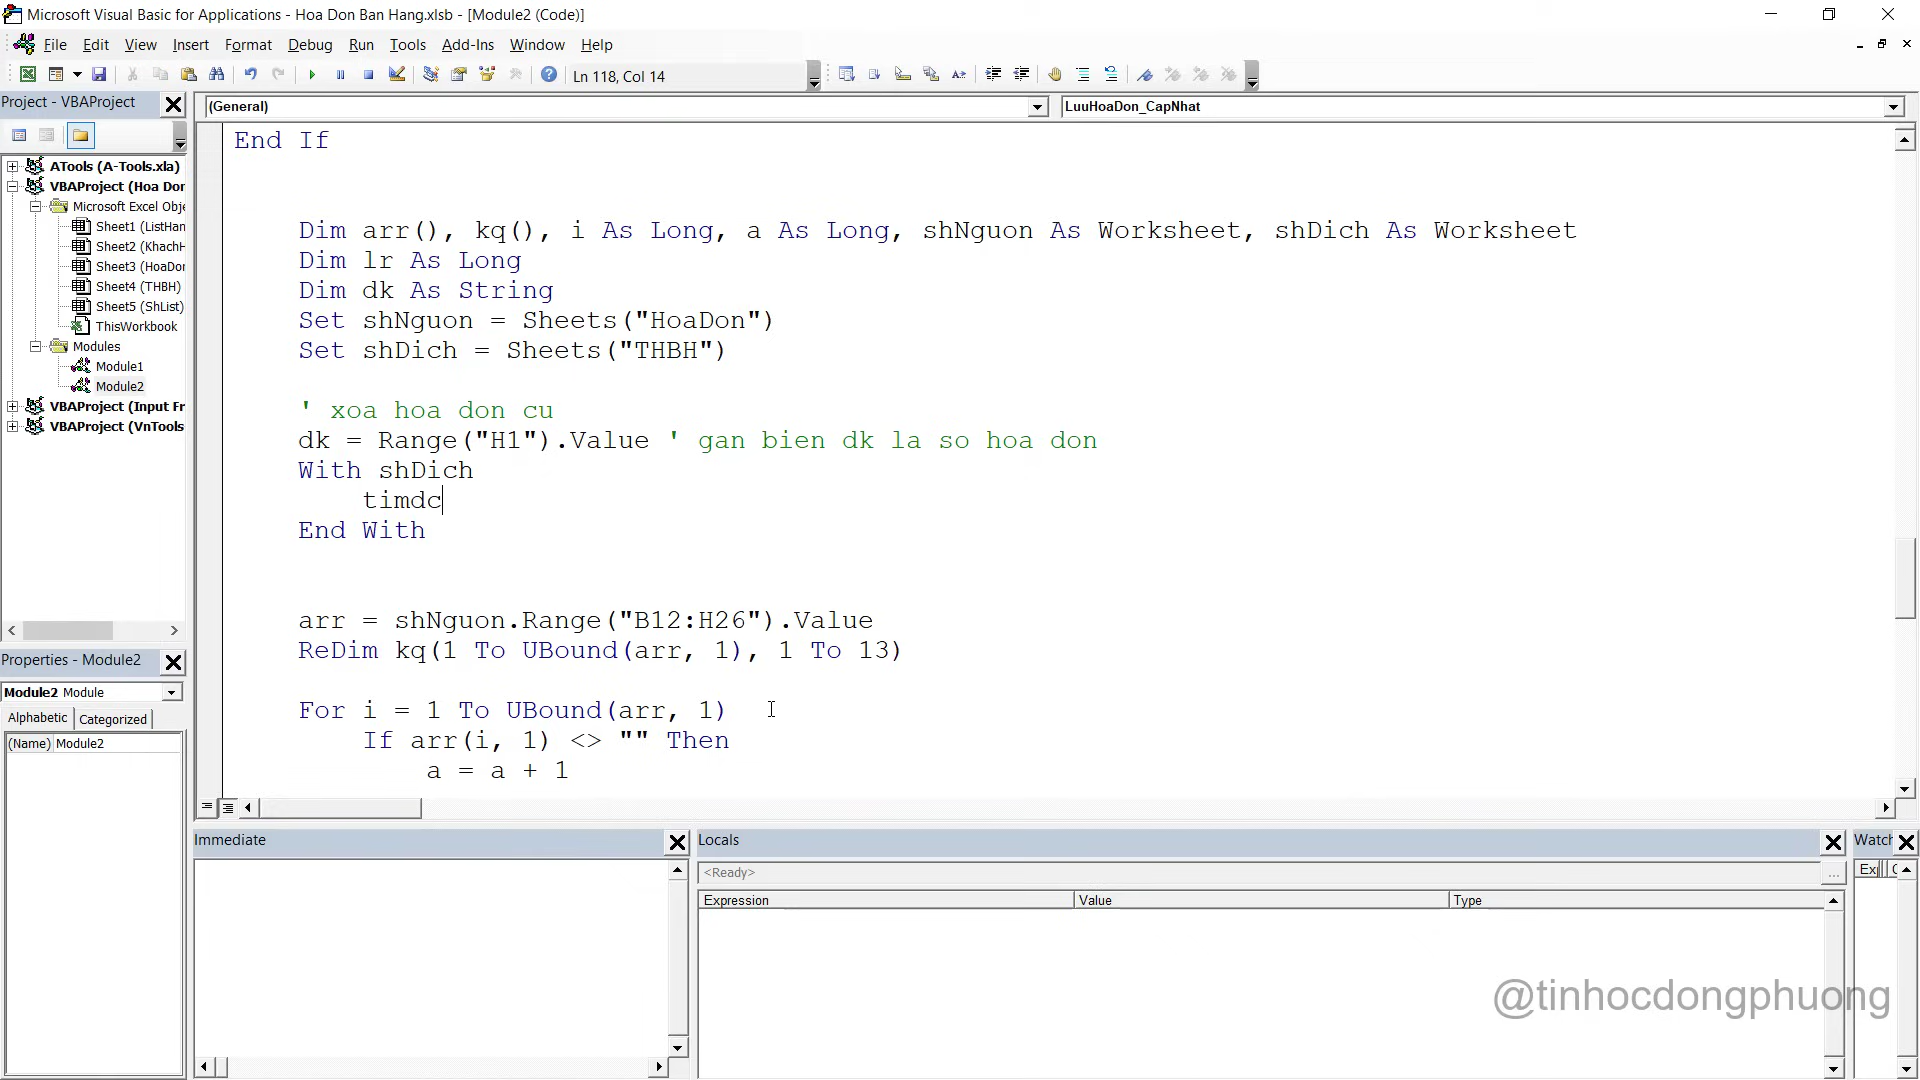 Microsoft Visual Basic for Applications - Hoa Don Ban Hang.xlsb - [Module2 (Code)]
File Edit View Insert Format Debug Run Tools Add-Ins Window Help
Ln 118, Col 14
Project - VBAProject
(General)
LuuHoaDon_CapNhat
ATools (A-Tools.xla)
VBAProject (Hoa Don
Microsoft Excel Obje
Sheet1 (ListHan
Sheet2 (KhachH
Sheet3 (HoaDon
Sheet4 (THBH)
Sheet5 (ShList)
ThisWorkbook
Modules
Module1
Module2
VBAProject (Input Fr
VBAProject (VnTools
Properties - Module2
Module2 Module
Alphabetic Categorized
(Name) Module2
End If
Dim arr(), kq(), i As Long, a As Long, shNguon As Worksheet, shDich As Worksheet
Dim lr As Long
Dim dk As String
Set shNguon = Sheets("HoaDon")
Set shDich = Sheets("THBH")
' xoa hoa don cu
dk = Range("H1").Value ' gan bien dk la so hoa don
With shDich
timdc
End With
arr = shNguon.Range("B12:H26").Value
ReDim kq(1 To UBound(arr, 1), 1 To 13)
For i = 1 To UBound(arr, 1)
If arr(i, 1) <> "" Then
a = a + 1
Immediate
Locals
<Ready>
...
Expression Value Type
Watch
@tinhocdongphuong